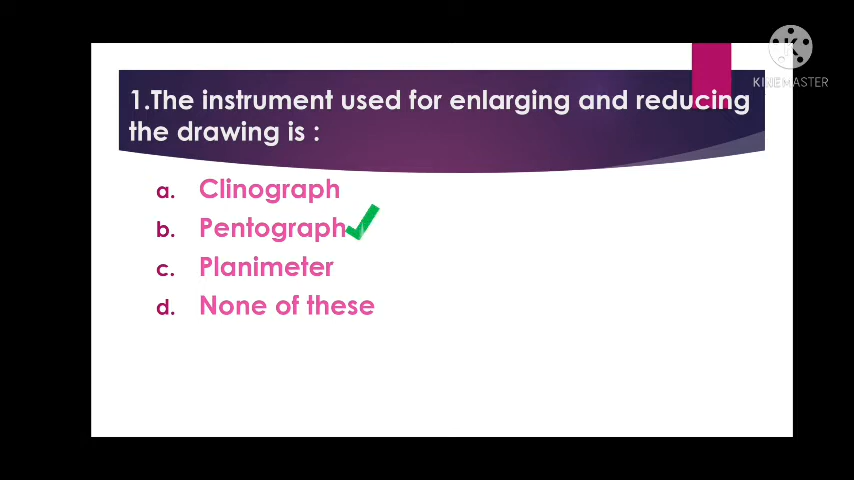 K
KINEMASTER
1.The instrument used for enlarging and reducing
the drawing is :
a. Clinograph
b. Pentograph
c. Planimeter
d. None of these